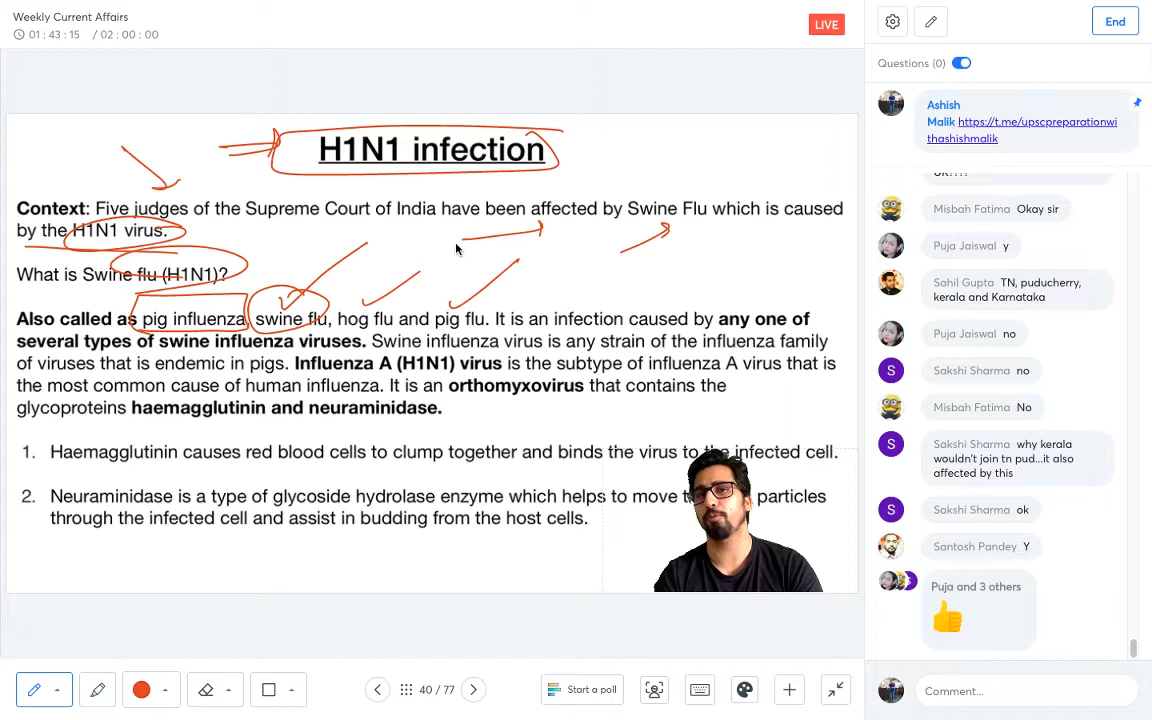 Weekly Current Affairs
01 : 43 : 15 / 02 : 00 : 00
LIVE
End
Questions (0)
Ashish
Malik https://t.me/upscpreparationwi
thashishmalik
H1N1 infection
Context: Five judges of the Supreme Court of India have been affected by Swine Flu which is caused
by the H1N1 virus.
What is Swine flu (H1N1)?
Also called as pig influenza, swine flu, hog flu and pig flu. It is an infection caused by any one of
several types of swine influenza viruses. Swine influenza virus is any strain of the influenza family
of viruses that is endemic in pigs. Influenza A (H1N1) virus is the subtype of influenza A virus that is
the most common cause of human influenza. It is an orthomyxovirus that contains the
glycoproteins haemagglutinin and neuraminidase.
1. Haemagglutinin causes red blood cells to clump together and binds the virus to the infected cell.
2. Neuraminidase is a type of glycoside hydrolase enzyme which helps to move particles
through the infected cell and assist in budding from the host cells.
Misbah Fatima Okay sir
Puja Jaiswal y
Sahil Gupta TN, puducherry,
kerala and Karnataka
Puja Jaiswal no
S
Sakshi Sharma no
Misbah Fatima No
S
Sakshi Sharma why kerala
wouldn't join tn pud...it also
affected by this
S
Sakshi Sharma ok
Santosh Pandey Y
Puja and 3 others
40 / 77
Start a poll
Comment...